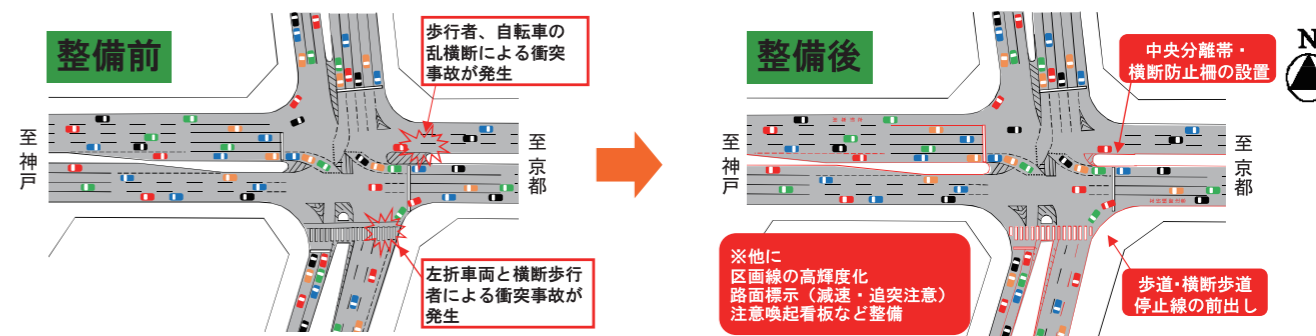 整備前
歩行者、自転車の
乱横断による衝突
事故が発生
至 神戸
至 京都
左折車両と横断歩行
者による衝突事故が
発生
整備後
中央分離帯・
横断防止柵の設置
N
至 神戸
至 京都
※他に
区画線の高輝度化
路面標示（減速・追突注意）
注意喚起看板など整備
歩道・横断歩道
停止線の前出し